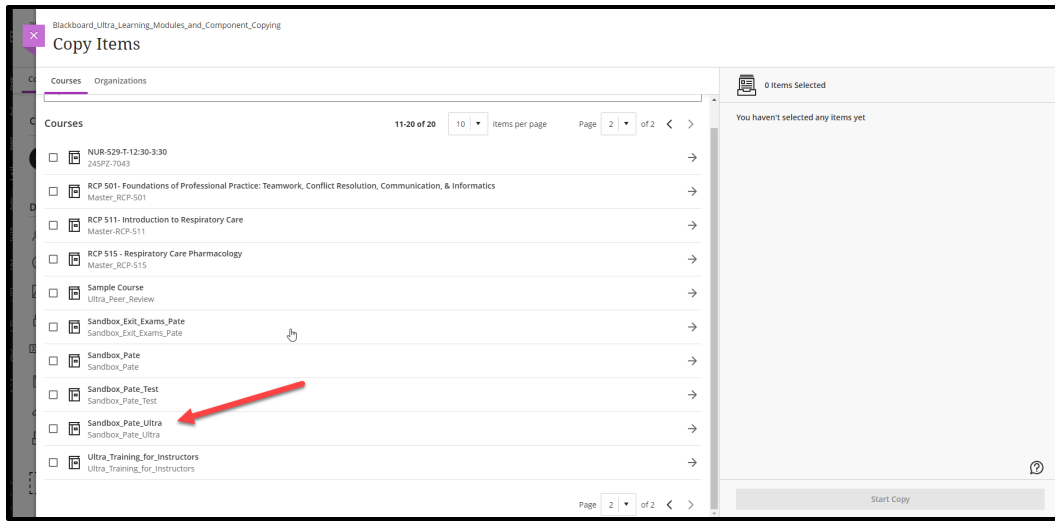 Blackboard_Ultra_Learning_Modules_and_Component_Copying
Copy Items
Courses Organizations
0 Items Selected
You haven't selected any items yet
Courses 11-20 of 20 10 items per page Page 2 of 2
NUR-529-T-12:30-3:30
24SPZ-7043
RCP 501- Foundations of Professional Practice: Teamwork, Conflict Resolution, Communication, & Informatics
Master_RCP-501
RCP 511- Introduction to Respiratory Care
Master-RCP-511
RCP 515 - Respiratory Care Pharmacology
Master_RCP-515
Sample Course
Ultra_Peer_Review
Sandbox_Exit_Exams_Pate
Sandbox_Exit_Exams_Pate
Sandbox_Pate
Sandbox_Pate
Sandbox_Pate_Test
Sandbox_Pate_Test
Sandbox_Pate_Ultra
Sandbox_Pate_Ultra
Ultra_Training_for_Instructors
Ultra_Training_for_Instructors
Page 2 of 2
Start Copy